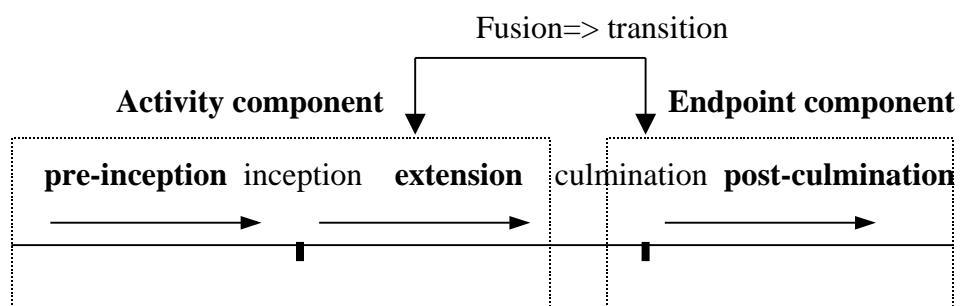 Fusion=> transition
Activity component Endpoint component
pre-inception inception extension culmination post-culmination